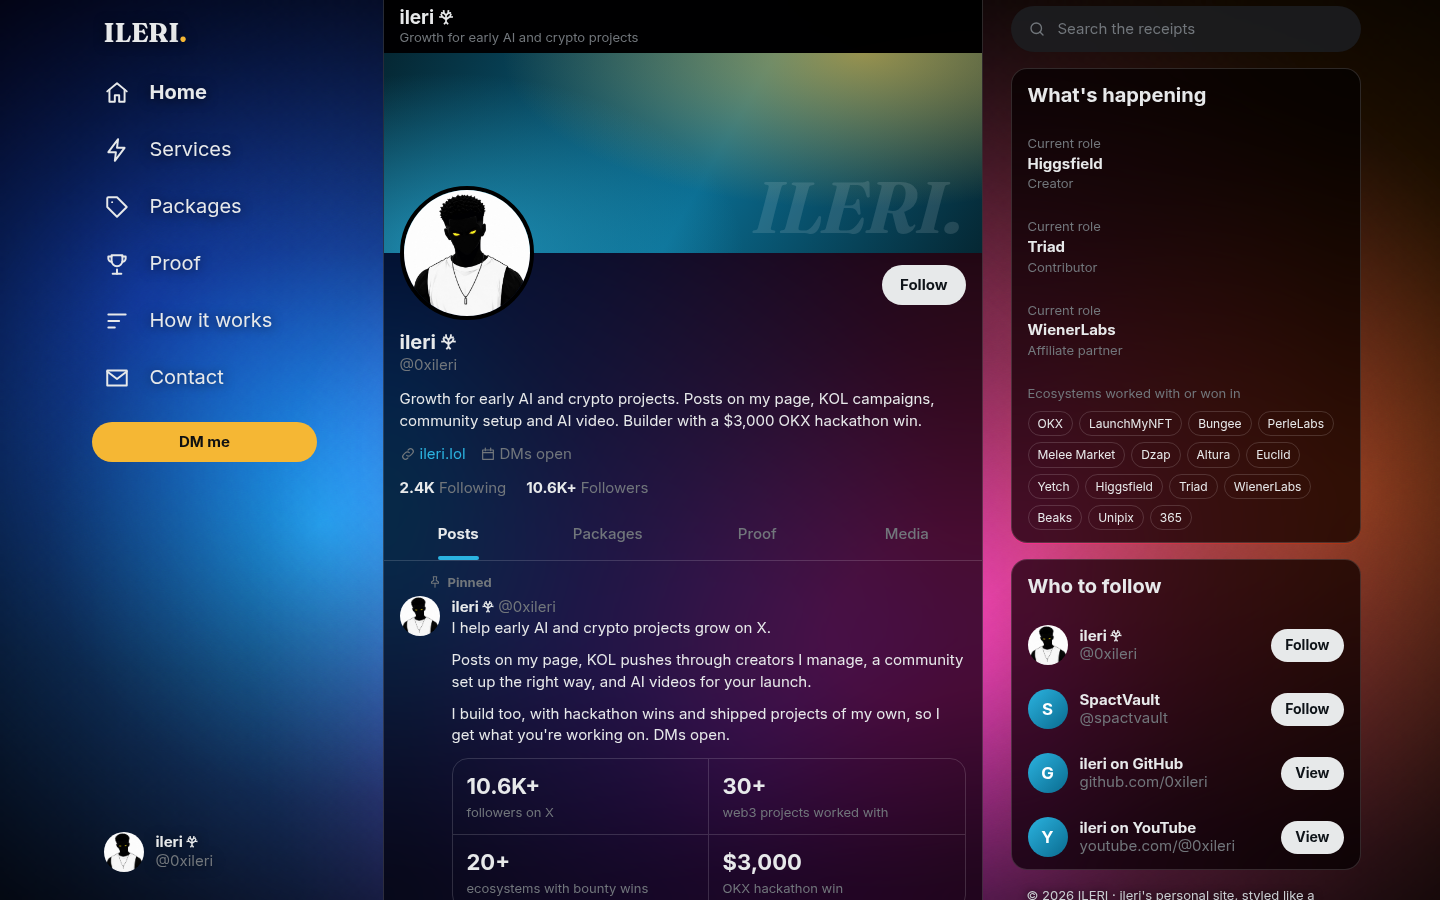 ILERI.
Home
Services
Packages
Proof
How it works
Contact
DM me
ileri
@0xileri
ileri
Growth for early AI and crypto projects
ILERI.
Follow
ileri
@0xileri
Growth for early AI and crypto projects. Posts on my page, KOL campaigns,
community setup and AI video. Builder with a $3,000 OKX hackathon win.
ileri.lol DMs open
2.4K Following 10.6K+ Followers
Posts Packages Proof Media
Pinned
ileri @0xileri
I help early AI and crypto projects grow on X.
Posts on my page, KOL pushes through creators I manage, a community
set up the right way, and AI videos for your launch.
I build too, with hackathon wins and shipped projects of my own, so I
get what you're working on. DMs open.
10.6K+
followers on X
30+
web3 projects worked with
20+
ecosystems with bounty wins
$3,000
OKX hackathon win
Search the receipts
What's happening
Current role
Higgsfield
Creator
Current role
Triad
Contributor
Current role
WienerLabs
Affiliate partner
Ecosystems worked with or won in
OKX LaunchMyNFT Bungee PerleLabs
Melee Market Dzap Altura Euclid
Yetch Higgsfield Triad WienerLabs
Beaks Unipix 365
Who to follow
ileri
@0xileri
Follow
S
SpactVault
@spactvault
Follow
G
ileri on GitHub
github.com/0xileri
View
Y
ileri on YouTube
youtube.com/@0xileri
View
© 2026 ILERI · ileri's personal site, styled like a